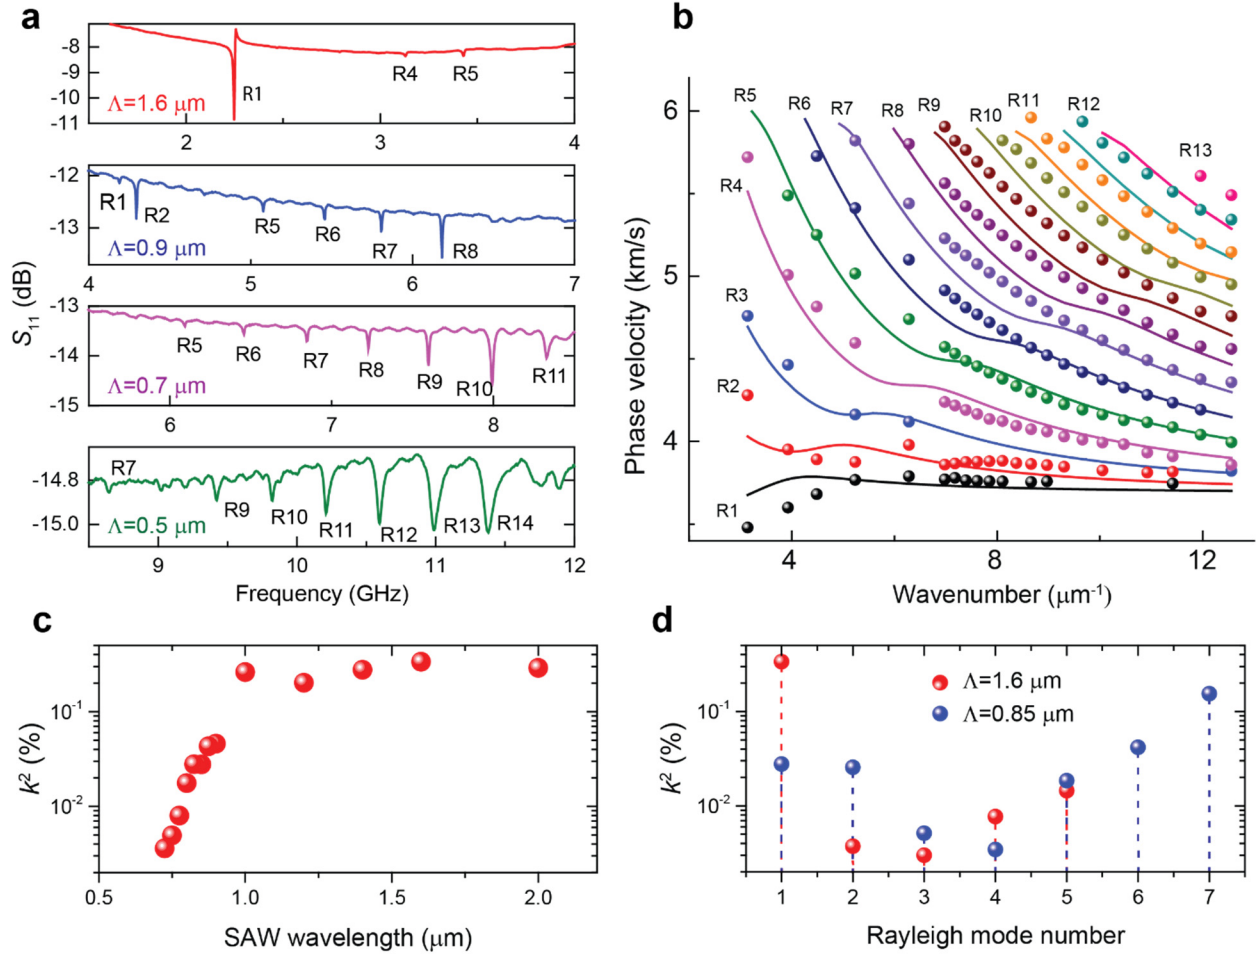 a
-8
-9
-10
-11
R1
R4
R5
Λ=1.6 μm
2
3
4
-12
-13
R1
R2
R5
R6
R7
R8
Λ=0.9 μm
4
5
6
7
S11 (dB)
-13
-14
-15
R5
R6
R7
R8
R9
R10
R11
Λ=0.7 μm
6
7
8
-14.8
-15.0
R7
R9
R10
R11
R12
R13
R14
Λ=0.5 μm
9
10
11
12
Frequency (GHz)
b
6
5
4
Phase velocity (km/s)
R5
R6
R7
R8
R9
R10
R11
R12
R13
R4
R3
R2
R1
4
8
12
Wavenumber (μm-1)
c
10-1
10-2
k2 (%)
0.5
1.0
1.5
2.0
SAW wavelength (μm)
d
10-1
10-2
k2 (%)
Λ=1.6 μm
Λ=0.85 μm
1
2
3
4
5
6
7
Rayleigh mode number